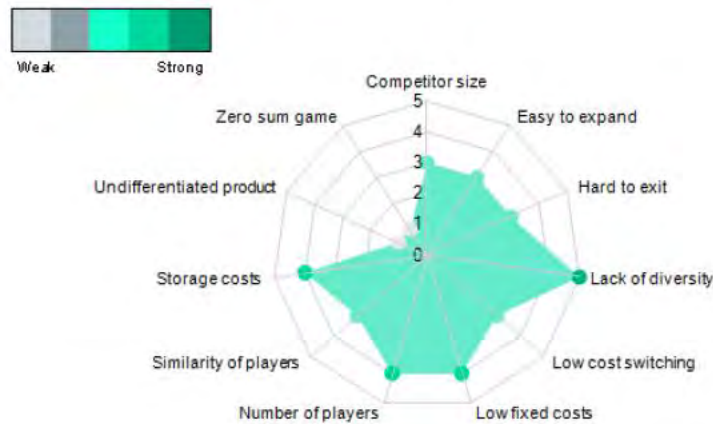 Weak Strong
Competitor size
Zero sum game
Easy to expand
Undifferentiated product
Hard to exit
Storage costs
Lack of diversity
Similarity of players
Low cost switching
Number of players
Low fixed costs
5
4
3
2
1
0